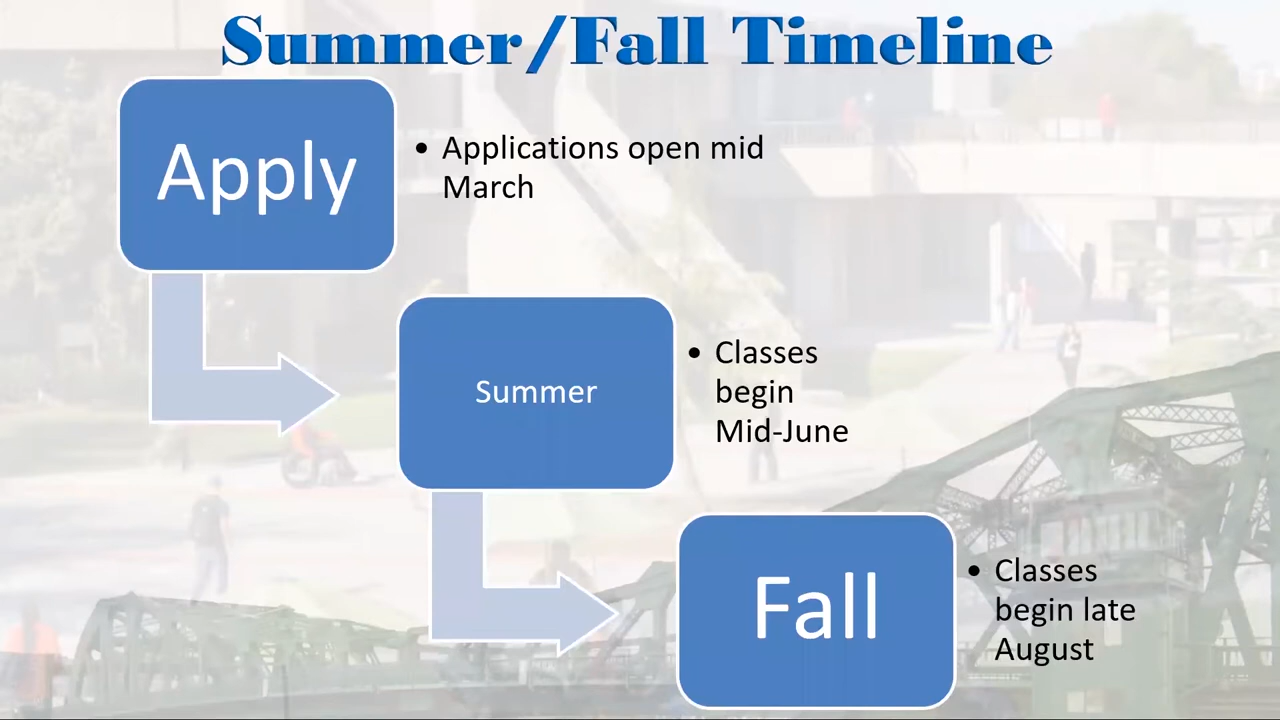 Summer/Fall Timeline
Apply
• Applications open mid
March
Summer
• Classes
begin
Mid-June
Fall
• Classes
begin late
August